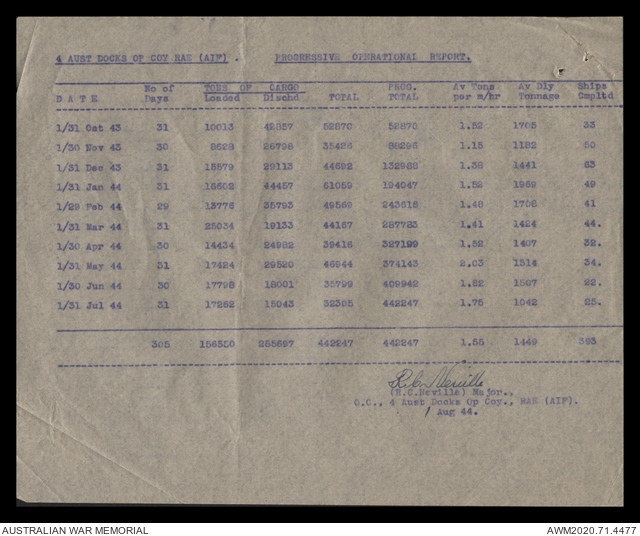 4 AUST DOCKS OP COY RAE (AIF) . PROGRESSIVE OPERATIONAL REPORT.
No of TONS OF CARGO PROG. Av Tons Av Dly Ships
DATE Days Loaded Dischd TOTAL TOTAL per m/hr Tonnage Cmpltd
1/31 Oct 43 31 10013 42857 52870 52870 1.52 1705 33
1/30 Nov 43 30 8628 26798 35426 88296 1.15 1182 50
1/31 Dec 43 31 15579 29113 44692 132988 1.38 1441 63
1/31 Jan 44 31 16602 44457 61059 194047 1.52 1969 49
1/29 Feb 44 29 13776 35793 49569 243616 1.48 1708 41
1/31 Mar 44 31 25034 19133 44167 287783 1.41 1424 44.
1/30 Apr 44 30 14434 24982 39416 327199 1.52 1407 32.
1/31 May 44 31 17424 29520 46944 374143 2.03 1514 34.
1/30 Jun 44 30 17798 18001 35799 409942 1.82 1597 22.
1/31 Jul 44 31 17262 15043 32305 442247 1.75 1042 25.
305 156550 285697 442247 442247 1.55 1449 393
(R.C.Neville) Major.,
O.C., 4 Aust Docks Op Coy., RAE (AIF).
1 Aug 44.
AUSTRALIAN WAR MEMORIAL AWM2020.71.4477